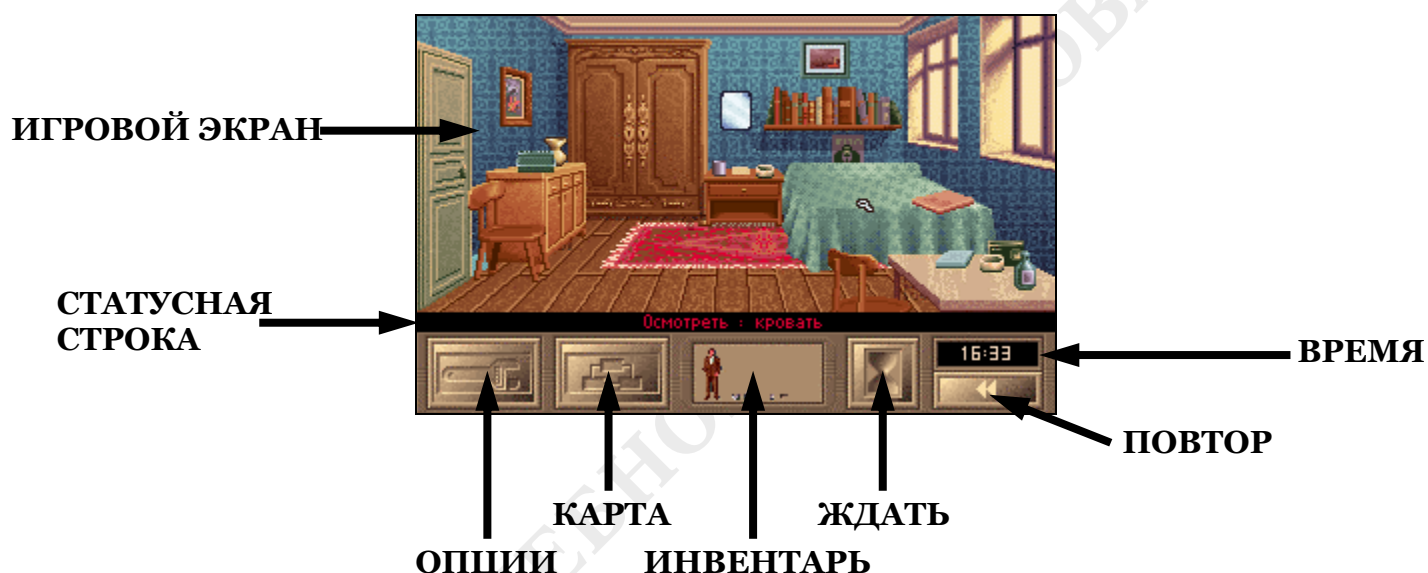 ИГРОВОЙ ЭКРАН
СТАТУСНАЯ
СТРОКА
Осмотреть : кровать
16:33
ВРЕМЯ
ПОВТОР
КАРТА
ЖДАТЬ
ОПЦИИ
ИНВЕНТАРЬ